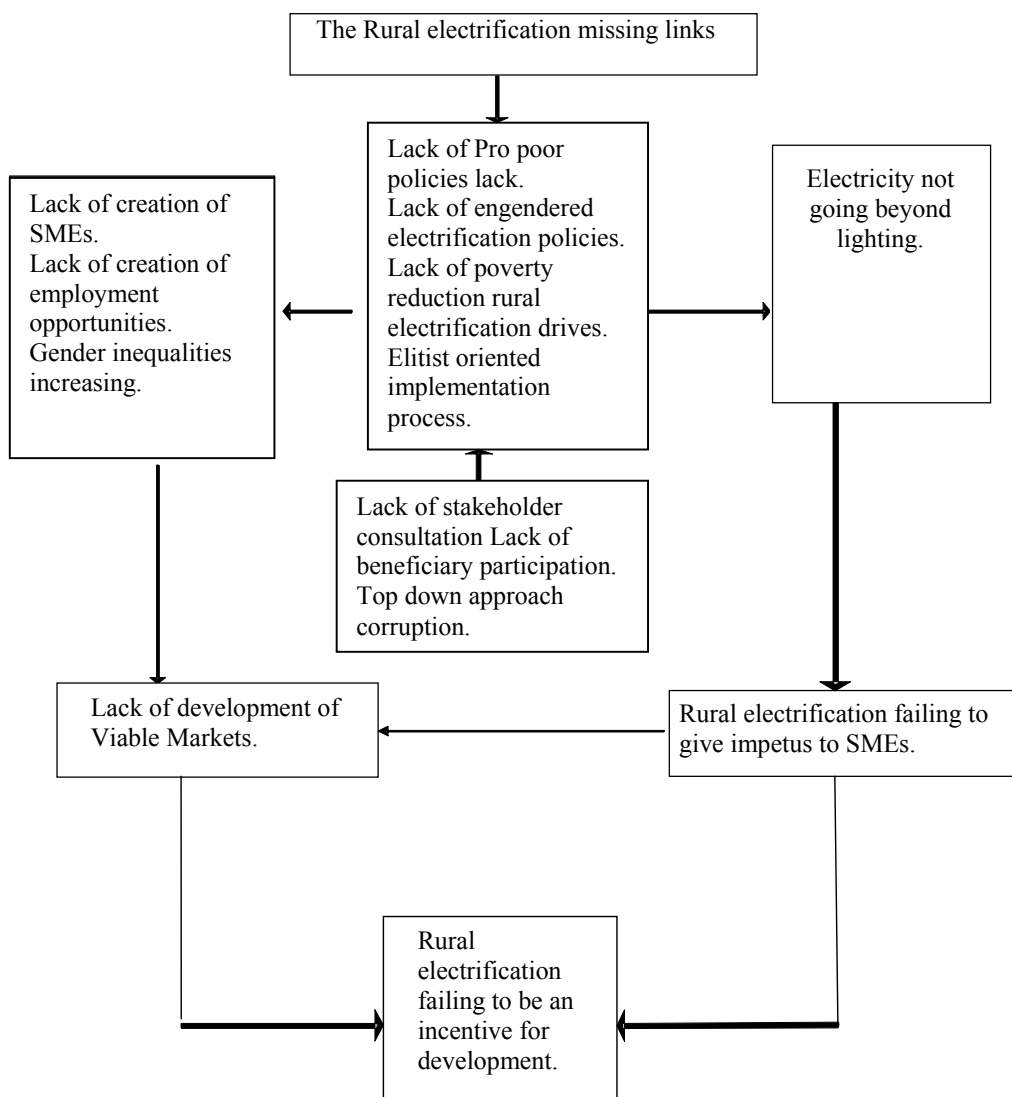 The Rural electrification missing links
Lack of Pro poor
policies lack.
Lack of engendered
electrification policies.
Lack of poverty
reduction rural
electrification drives.
Elitist oriented
implementation
process.
Lack of creation of
SMEs.
Lack of creation of
employment
opportunities.
Gender inequalities
increasing.
Electricity not
going beyond
lighting.
Lack of stakeholder
consultation Lack of
beneficiary participation.
Top down approach
corruption.
Lack of development of
Viable Markets.
Rural electrification failing to
give impetus to SMEs.
Rural
electrification
failing to be an
incentive for
development.